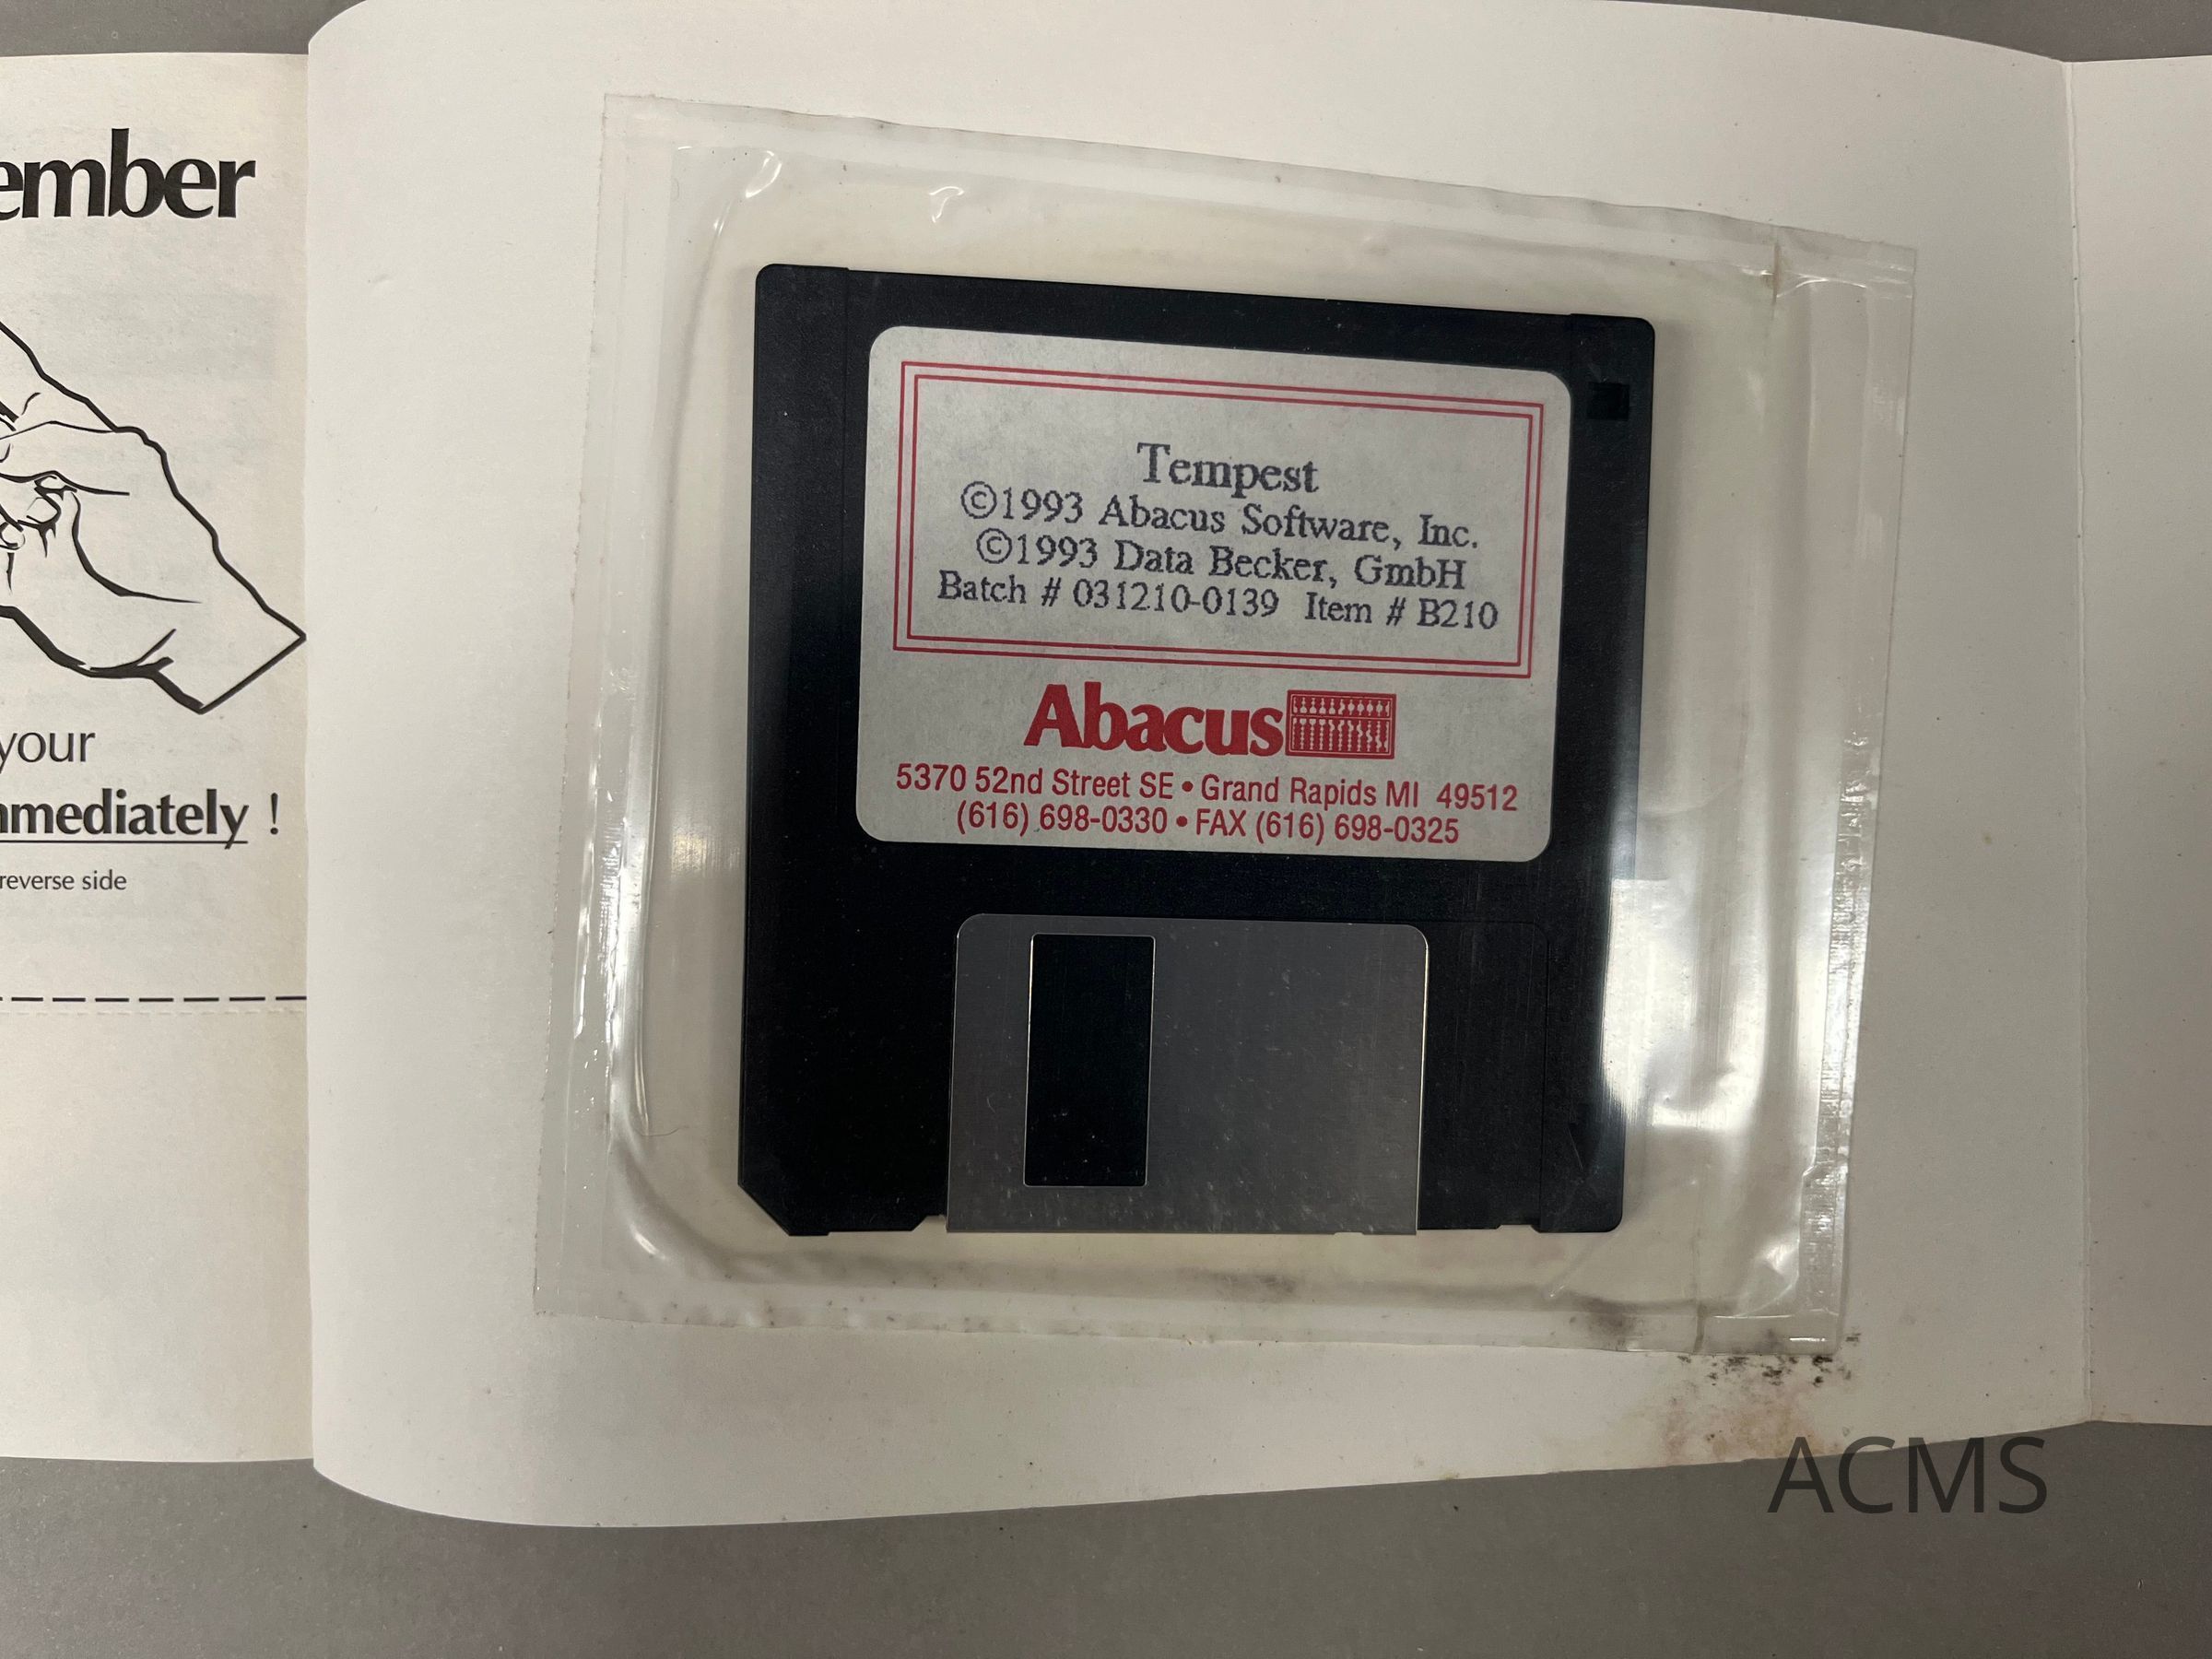 ember
your
mmediately !
reverse side
Tempest
©1993 Abacus Software, Inc.
©1993 Data Becker, GmbH
Batch # 031210-0139 Item # B210
Abacus
5370 52nd Street SE • Grand Rapids MI 49512
(616) 698-0330 • FAX (616) 698-0325
ACMS